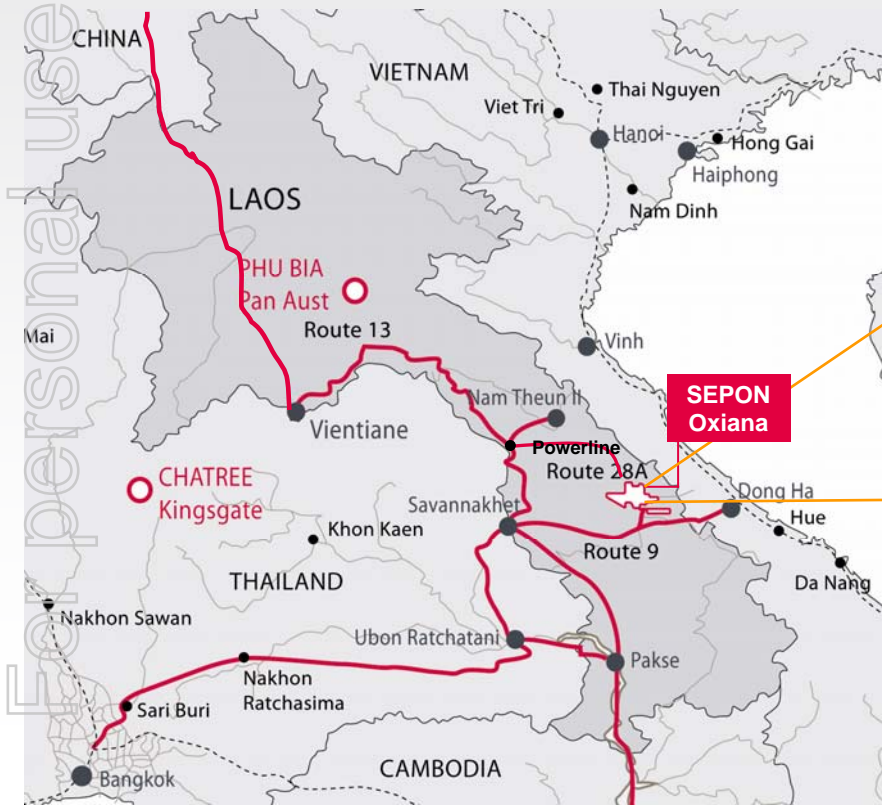 For personal use
CHINA
VIETNAM
Thai Nguyen
Viet Tri
Hanoi
Hong Gai
Haiphong
LAOS
Nam Dinh
PHU BIA
Pan Aust
Route 13
Mai
Vinh
SEPON
Oxiana
Nam Theun II
Vientiane
Powerline
Route 28A
CHATREE
Kingsgate
Savannakhet
Dong Ha
Khon Kaen
Hue
Route 9
THAILAND
Da Nang
Nakhon Sawan
Ubon Ratchatani
Pakse
Nakhon
Ratchasima
Sari Buri
CAMBODIA
Bangkok